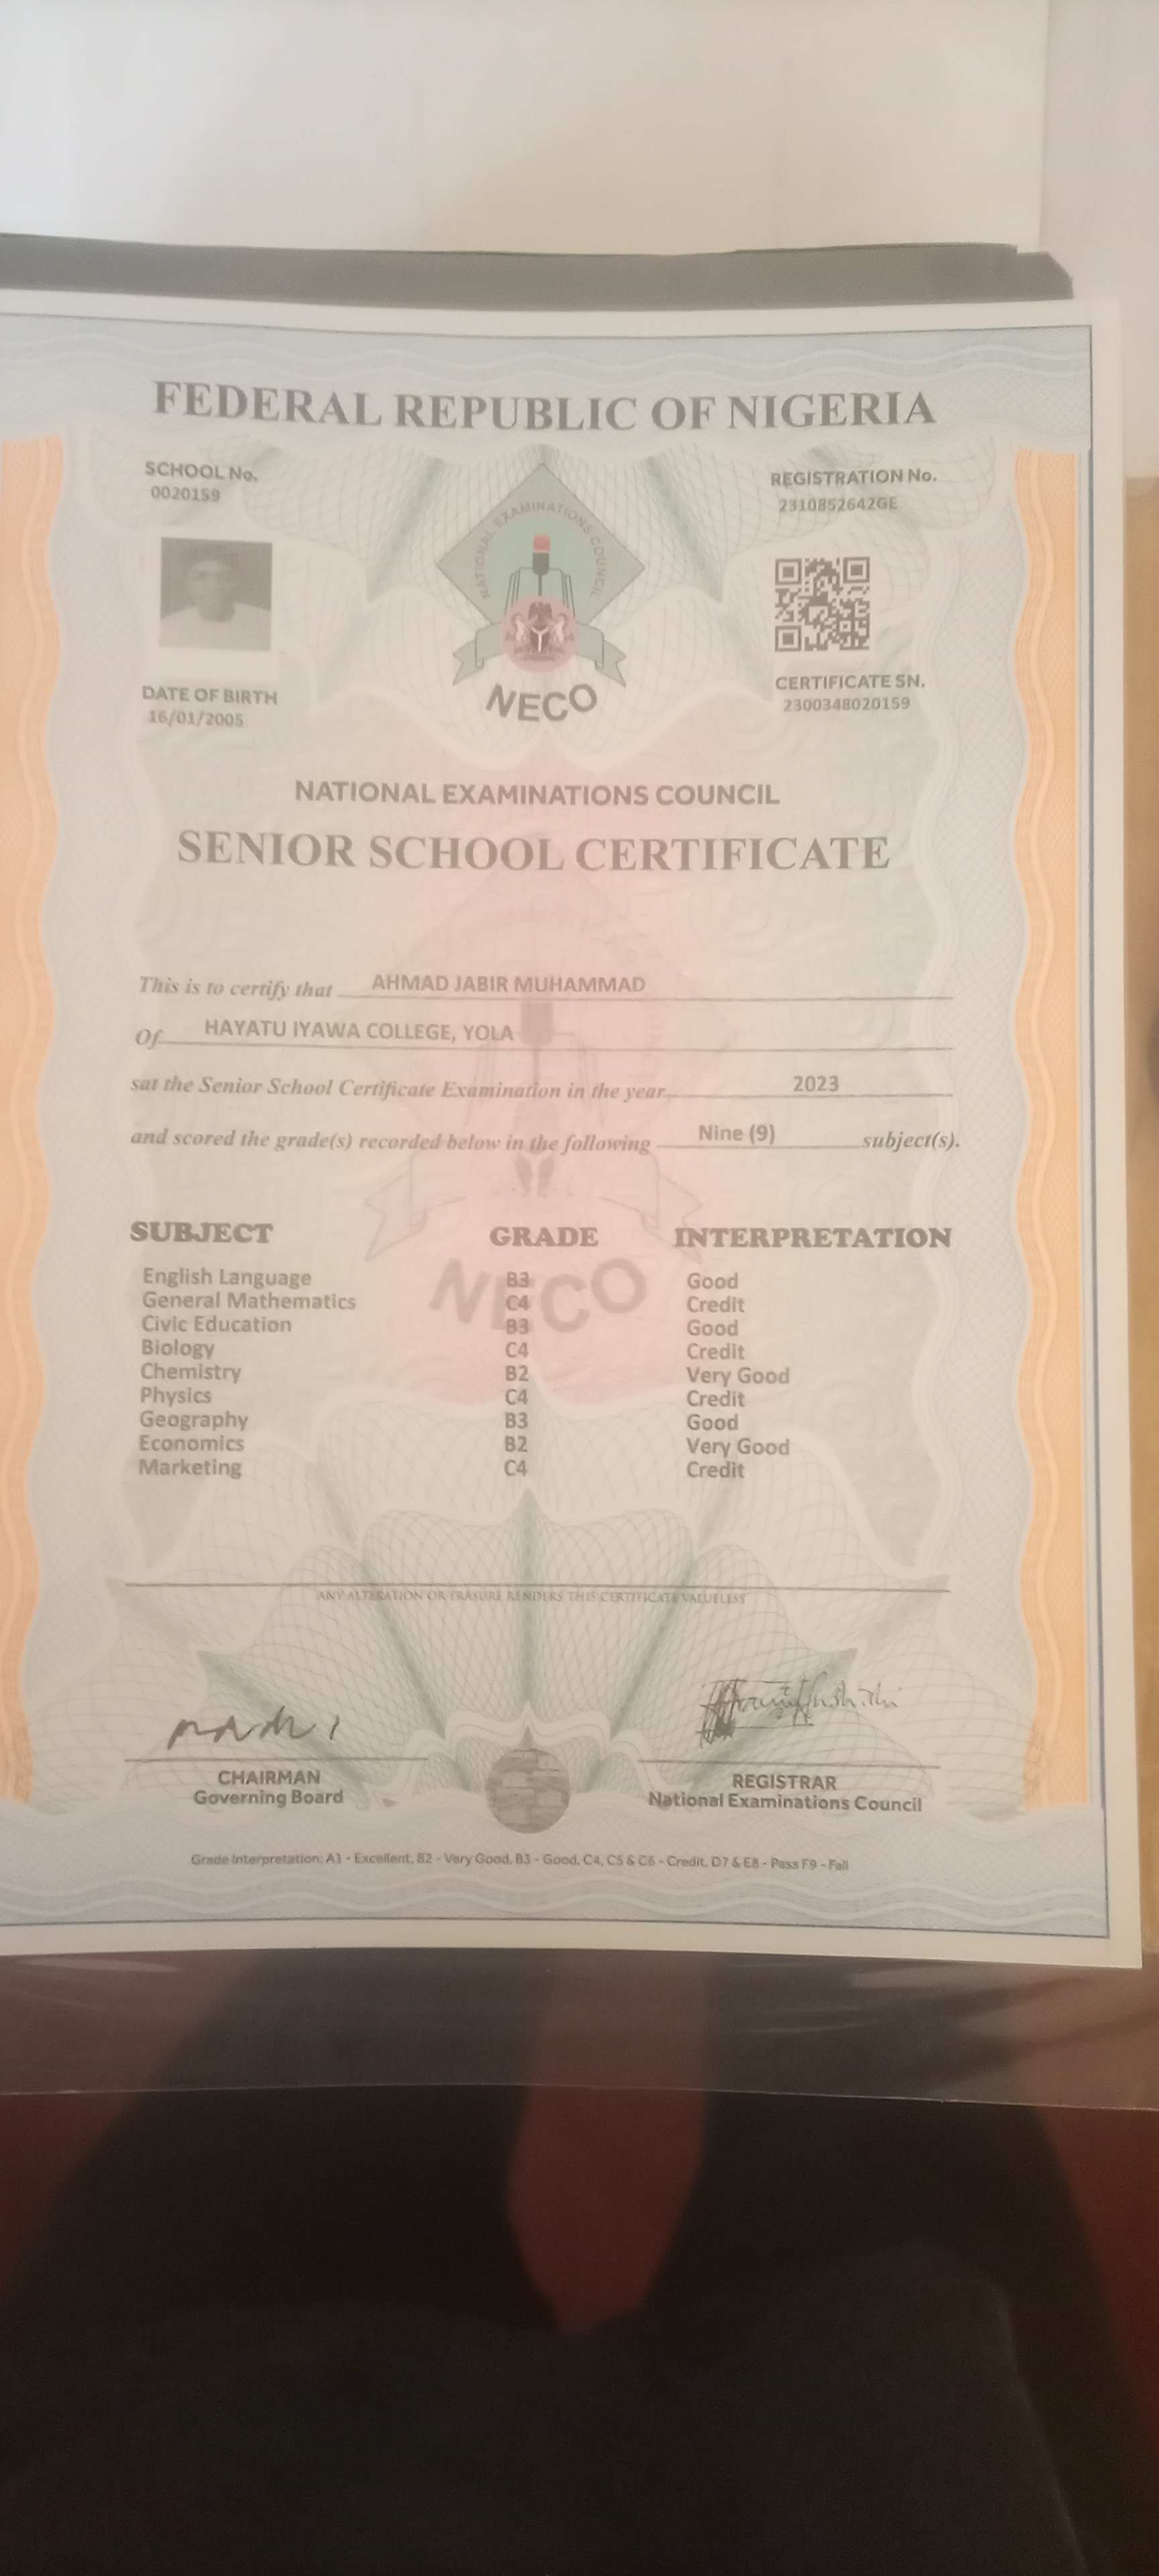 FEDERAL REPUBLIC OF NIGERIA
SCHOOL No.
0020159
REGISTRATION No.
2310852642GE
NATIONAL EXAMINATIONS COUNCIL
NECO
DATE OF BIRTH
16/01/2005
CERTIFICATE SN.
2300348020159
NATIONAL EXAMINATIONS COUNCIL
SENIOR SCHOOL CERTIFICATE
This is to certify that AHMAD JABIR MUHAMMAD
Of HAYATU IYAWA COLLEGE, YOLA
sat the Senior School Certificate Examination in the year 2023
and scored the grade(s) recorded below in the following Nine (9) subject(s).
SUBJECT GRADE INTERPRETATION
NECO
English Language B3 Good
General Mathematics C4 Credit
Civic Education B3 Good
Biology C4 Credit
Chemistry B2 Very Good
Physics C4 Credit
Geography B3 Good
Economics B2 Very Good
Marketing C4 Credit
ANY ALTERATION OR ERASURE RENDERS THIS CERTIFICATE VALUELESS
CHAIRMAN
Governing Board
REGISTRAR
National Examinations Council
Grade Interpretation: A1 - Excellent, B2 - Very Good, B3 - Good, C4, C5 & C6 - Credit, D7 & E8 - Pass F9 - Fail